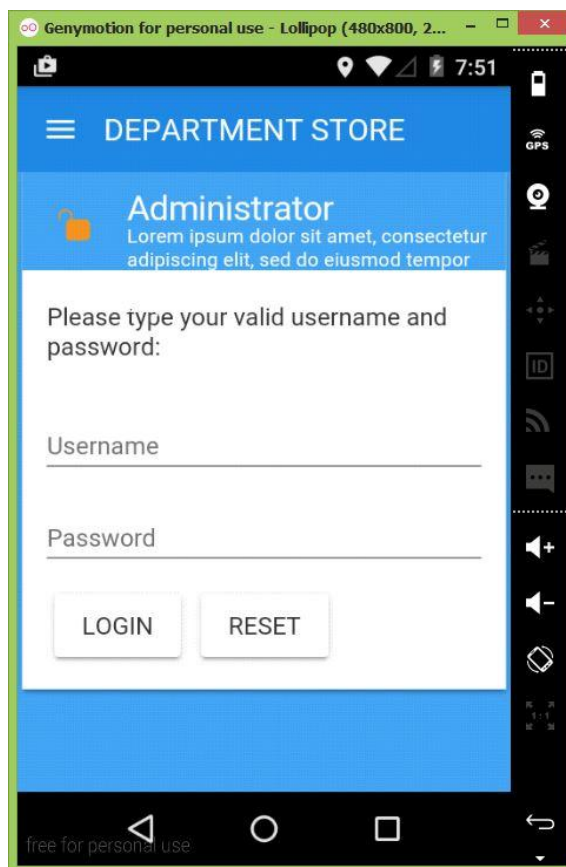 Genymotion for personal use - Lollipop (480x800, 2...
7:51
GPS
DEPARTMENT STORE
Administrator
Lorem ipsum dolor sit amet, consectetur
adipiscing elit, sed do eiusmod tempor
Please type your valid username and
password:
ID
Username
Password
LOGIN RESET
1:1
free for personal use